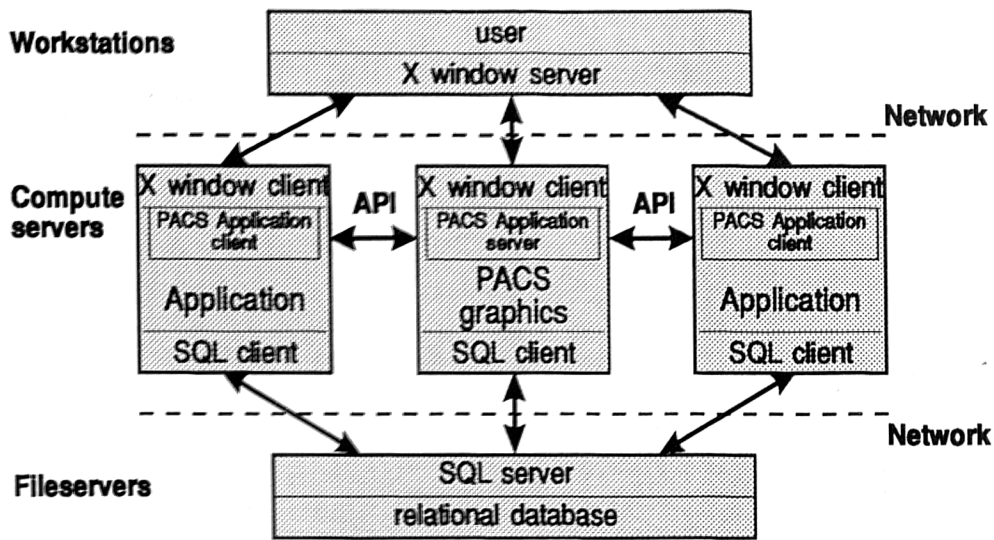 Workstations
user
X window server
Network
Compute
servers
X window client
PACS Application
client
Application
SQL client
API
X window client
PACS Application
server
PACS
graphics
SQL client
API
X window client
PACS Application
client
Application
SQL client
Network
Fileservers
SQL server
relational database